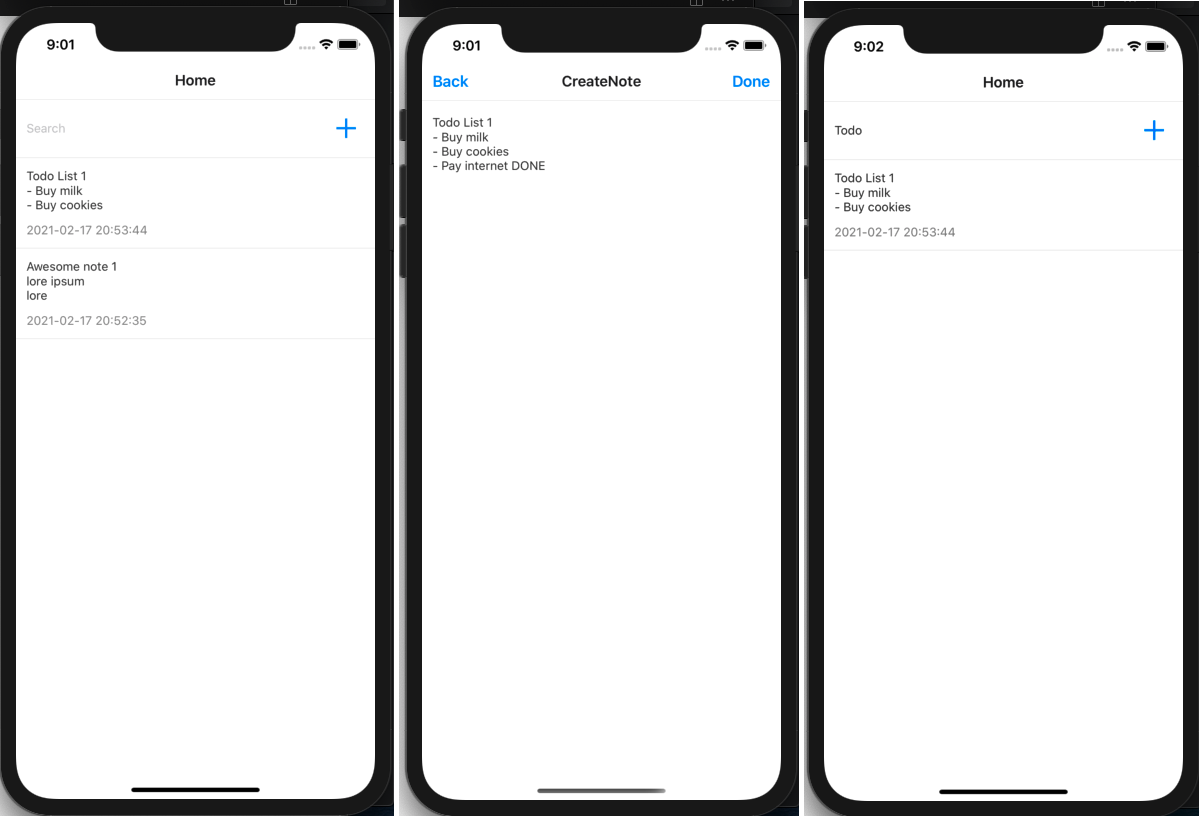 9:01
Home
Search
Todo List 1
- Buy milk
- Buy cookies
2021-02-17 20:53:44
Awesome note 1
lore ipsum
lore
2021-02-17 20:52:35
9:01
Back CreateNote Done
Todo List 1
- Buy milk
- Buy cookies
- Pay internet DONE
9:02
Home
Todo
Todo List 1
- Buy milk
- Buy cookies
2021-02-17 20:53:44